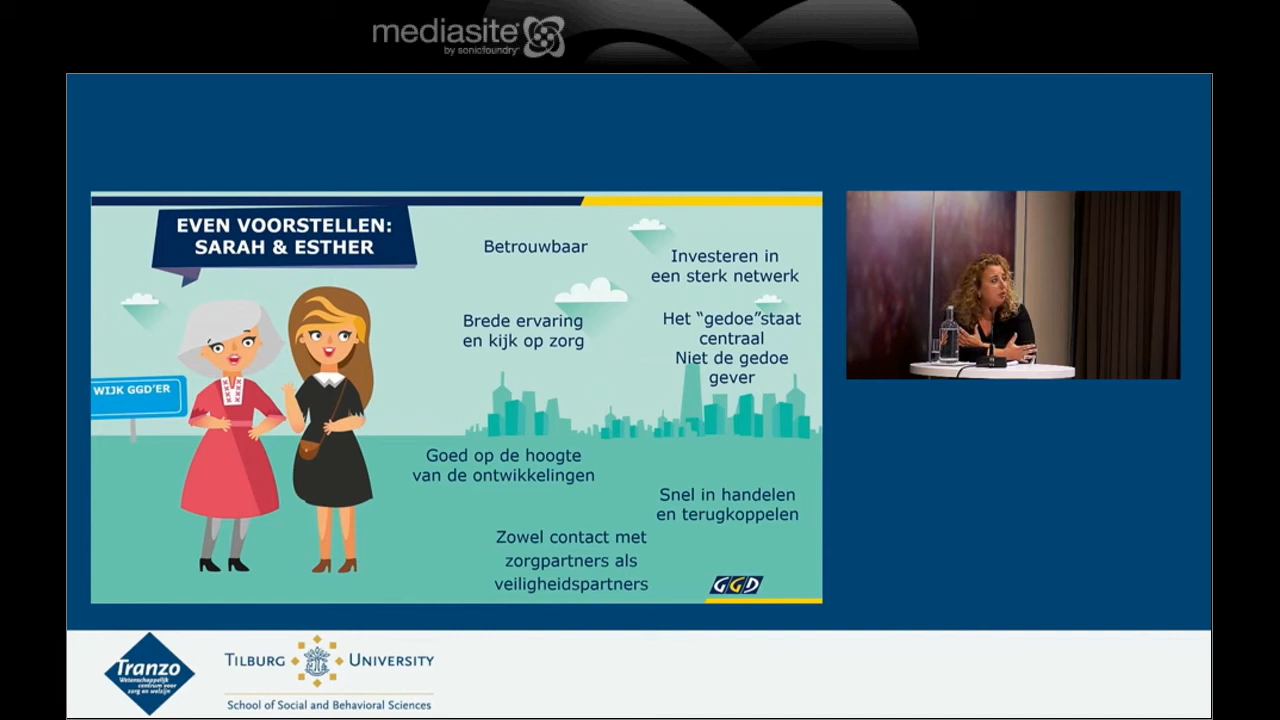 mediasite
by sonicfoundry
EVEN VOORSTELLEN:
SARAH & ESTHER
Betrouwbaar
Investeren in
een sterk netwerk
Brede ervaring
en kijk op zorg
Het “gedoe”staat
centraal
Niet de gedoe
gever
WIJK GGD'ER
Goed op de hoogte
van de ontwikkelingen
Snel in handelen
en terugkoppelen
Zowel contact met
zorgpartners als
veiligheidspartners
GGD
Tranzo
Wetenschappelijk
centrum voor
zorg en welzijn
TILBURG UNIVERSITY
School of Social and Behavioral Sciences